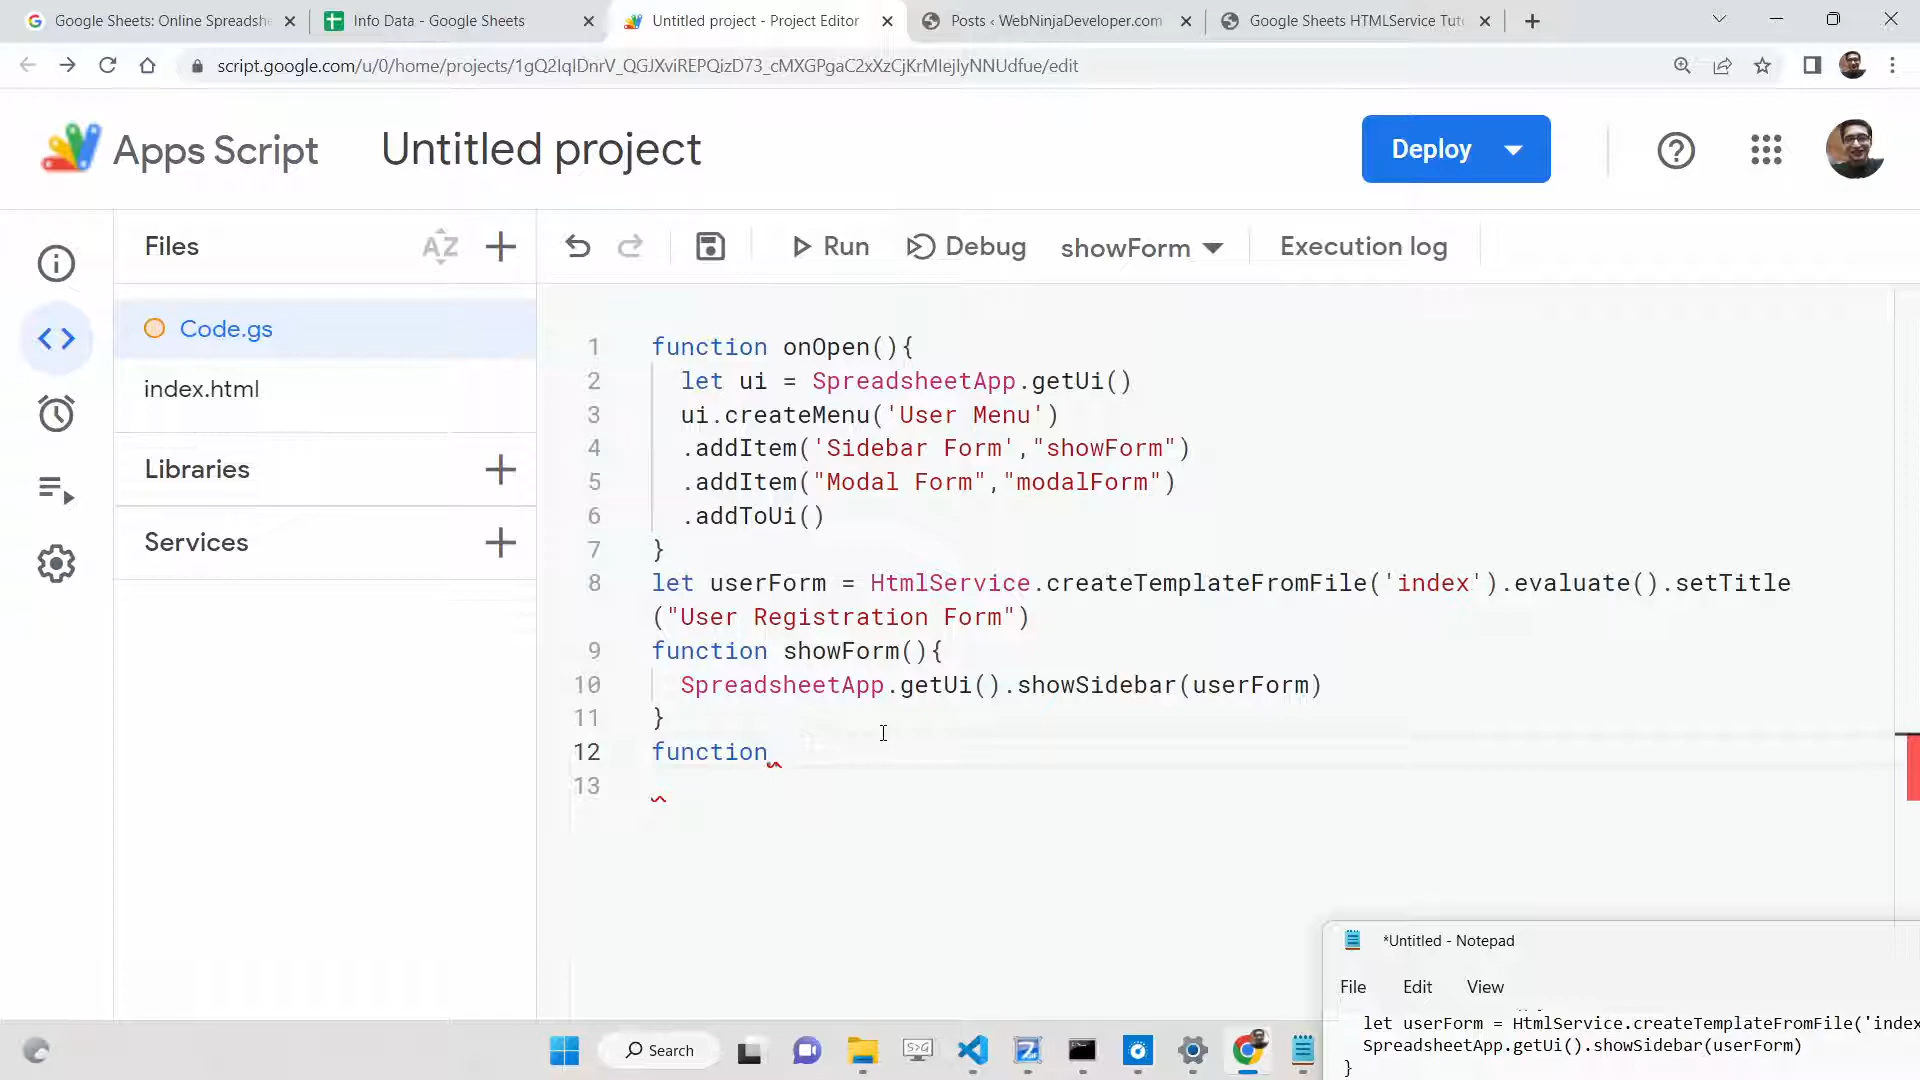 Google Sheets: Online Spreadshe
Info Data - Google Sheets
Untitled project - Project Editor
Posts ‹ WebNinjaDeveloper.com
Google Sheets HTMLService Tuto
script.google.com/u/0/home/projects/1gQ2IqIDnrV_QGJXviREPQizD73_cMXGPgaC2xXzCjKrMIejIyNNUdfue/edit
Apps Script
Untitled project
Deploy
Files
AZ
Run
Debug
showForm
Execution log
Code.gs
index.html
Libraries
Services
1 function onOpen(){
2 let ui = SpreadsheetApp.getUi()
3 ui.createMenu('User Menu')
4 .addItem('Sidebar Form',"showForm")
5 .addItem("Modal Form","modalForm")
6 .addToUi()
7 }
8 let userForm = HtmlService.createTemplateFromFile('index').evaluate().setTitle
("User Registration Form")
9 function showForm(){
10 SpreadsheetApp.getUi().showSidebar(userForm)
11 }
12 function
13
*Untitled - Notepad
File Edit View
let userForm = HtmlService.createTemplateFromFile('index
SpreadsheetApp.getUi().showSidebar(userForm)
}
Search